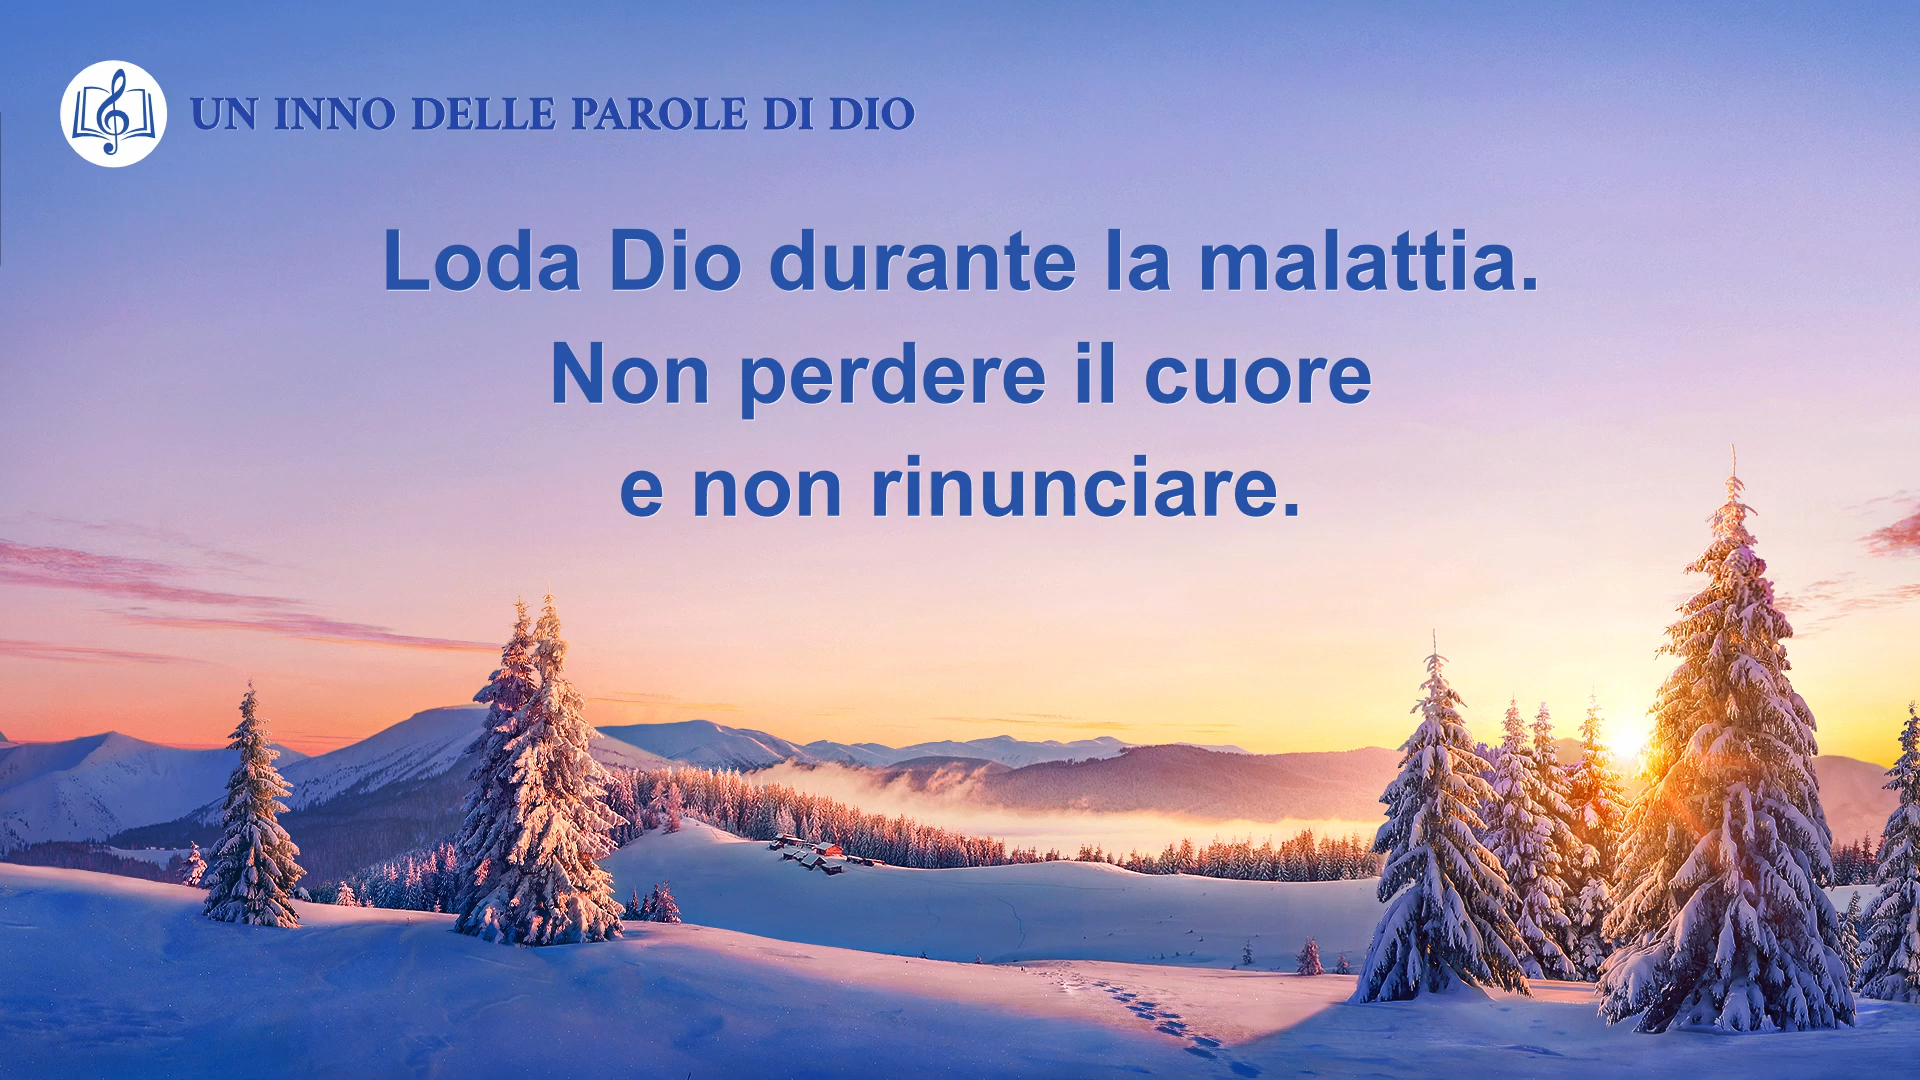 UN INNO DELLE PAROLE DI DIO
Loda Dio durante la malattia.
Non perdere il cuore
e non rinunciare.